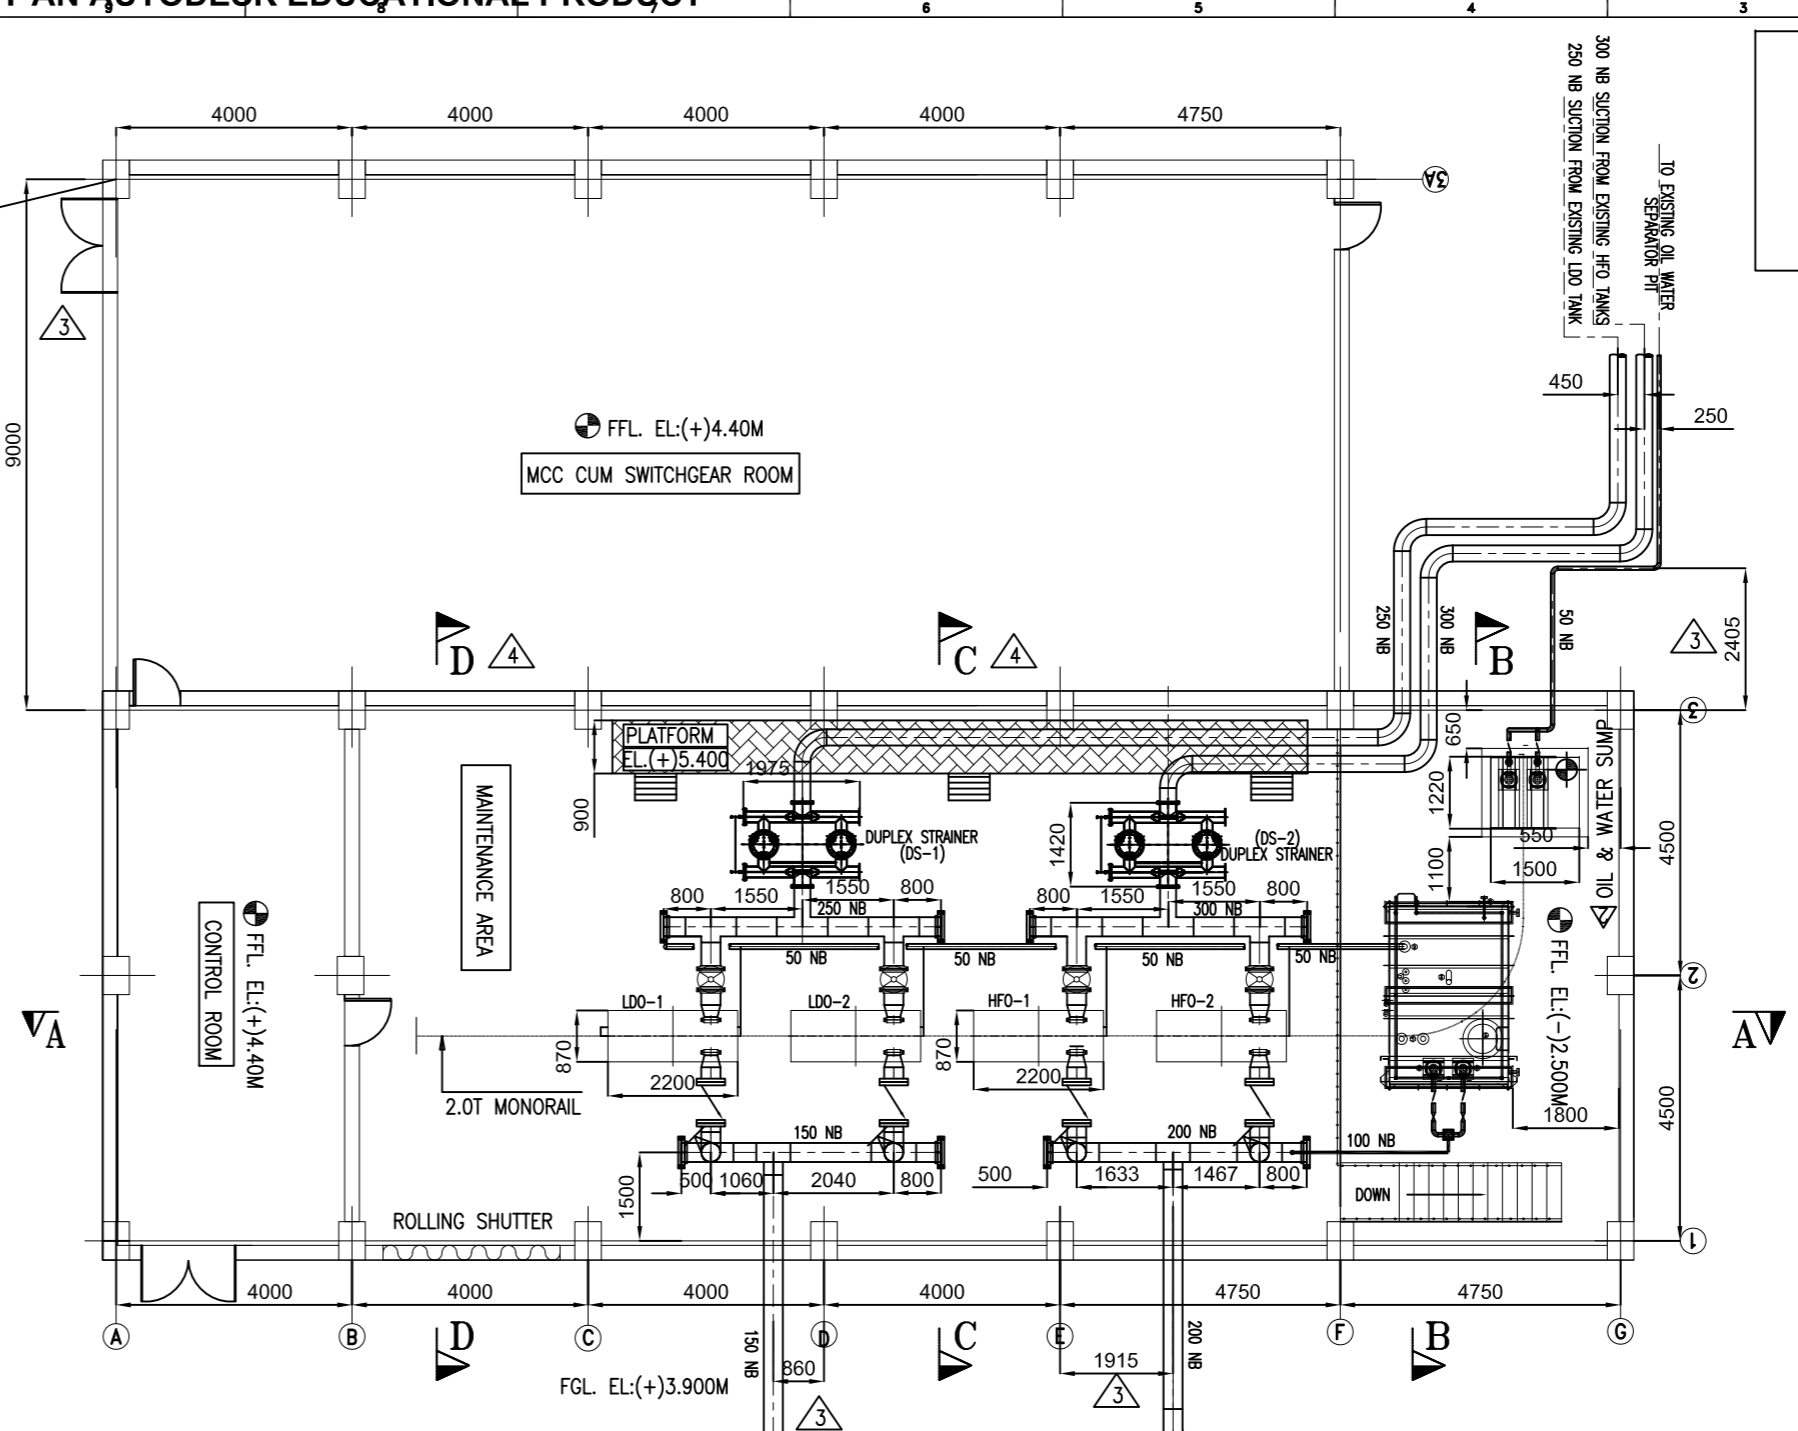 T AN AUTODESK EDUCATIONAL PRODUCT
9
8
7
6
5
4
3
4000
4000
4000
4000
4750
300 NB SUCTION FROM EXISTING HFO TANKS
250 NB SUCTION FROM EXISTING LDO TANK
TO EXISTING OIL WATER
SEPARATOR PIT
3A
3
9000
450
250
FFL. EL:(+)4.40M
MCC CUM SWITCHGEAR ROOM
250 NB
300 NB
50 NB
3
2405
D
4
C
4
B
3
PLATFORM
EL.(+)5.400
1975
900
650
1220
1100
550
1500
OIL & WATER SUMP
4500
MAINTENANCE AREA
DUPLEX STRAINER
(DS-1)
1420
(DS-2)
DUPLEX STRAINER
800
1550
1550
800
250 NB
800
1550
1550
800
300 NB
50 NB
50 NB
50 NB
50 NB
CONTROL ROOM
FFL. EL:(+)4.40M
FFL. EL:(-)2.500M
2
A
A
LDO-1
LDO-2
HFO-1
HFO-2
870
2200
870
2200
2.0T MONORAIL
1800
4500
150 NB
200 NB
100 NB
500
1060
2040
800
500
1633
1467
800
1500
DOWN
ROLLING SHUTTER
1
4000
4000
4000
4000
4750
4750
A
B
C
D
E
F
G
D
C
B
150 NB
860
200 NB
1915
FGL. EL:(+)3.900M
3
3